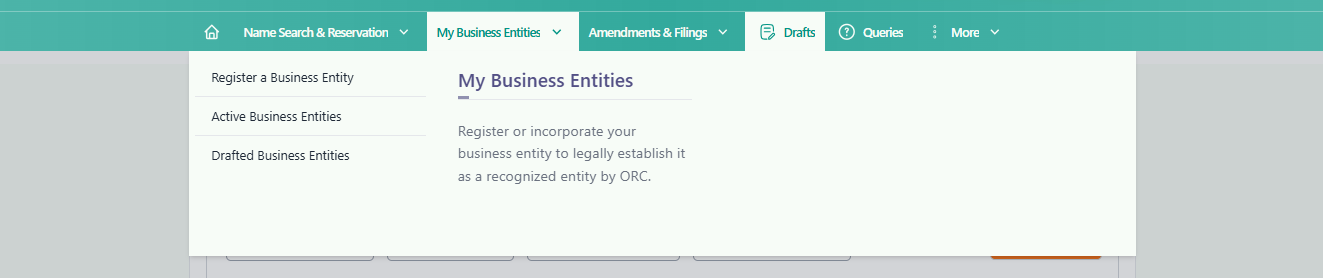 Name Search & Reservation
My Business Entities
Amendments & Filings
Drafts
Queries
More
Register a Business Entity
Active Business Entities
Drafted Business Entities
My Business Entities
Register or incorporate your
business entity to legally establish it
as a recognized entity by ORC.